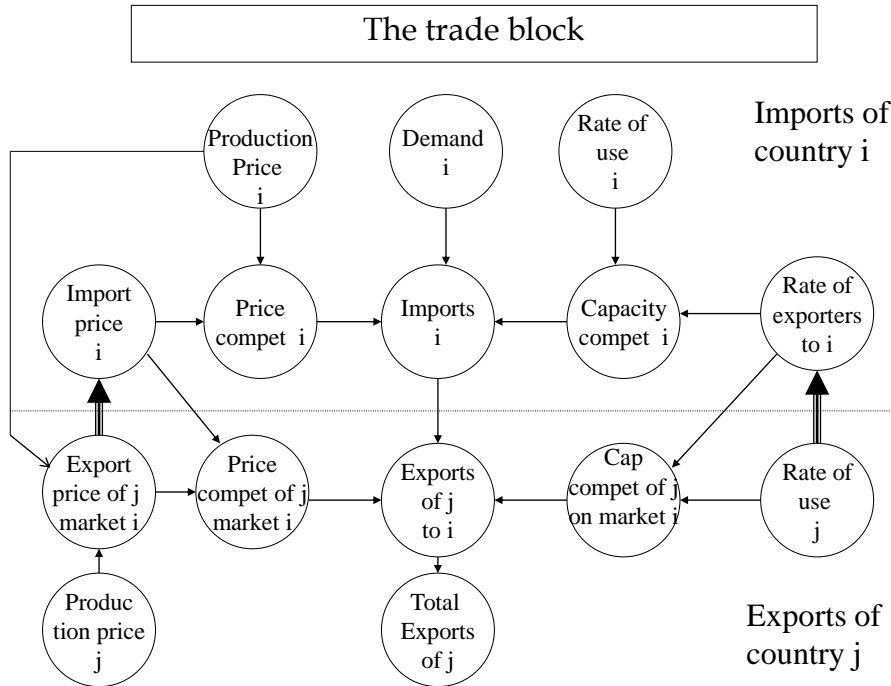 The trade block
Imports of
country i
Production
Price
i
Demand
i
Rate of
use
i
Import
price
i
Price
compet i
Imports
i
Capacity
compet i
Rate of
exporters
to i
Export
price of j
market i
Price
compet of j
market i
Exports
of j
to i
Cap
compet of j
on market i
Rate of
use
j
Produc
tion price
j
Total
Exports
of j
Exports of
country j